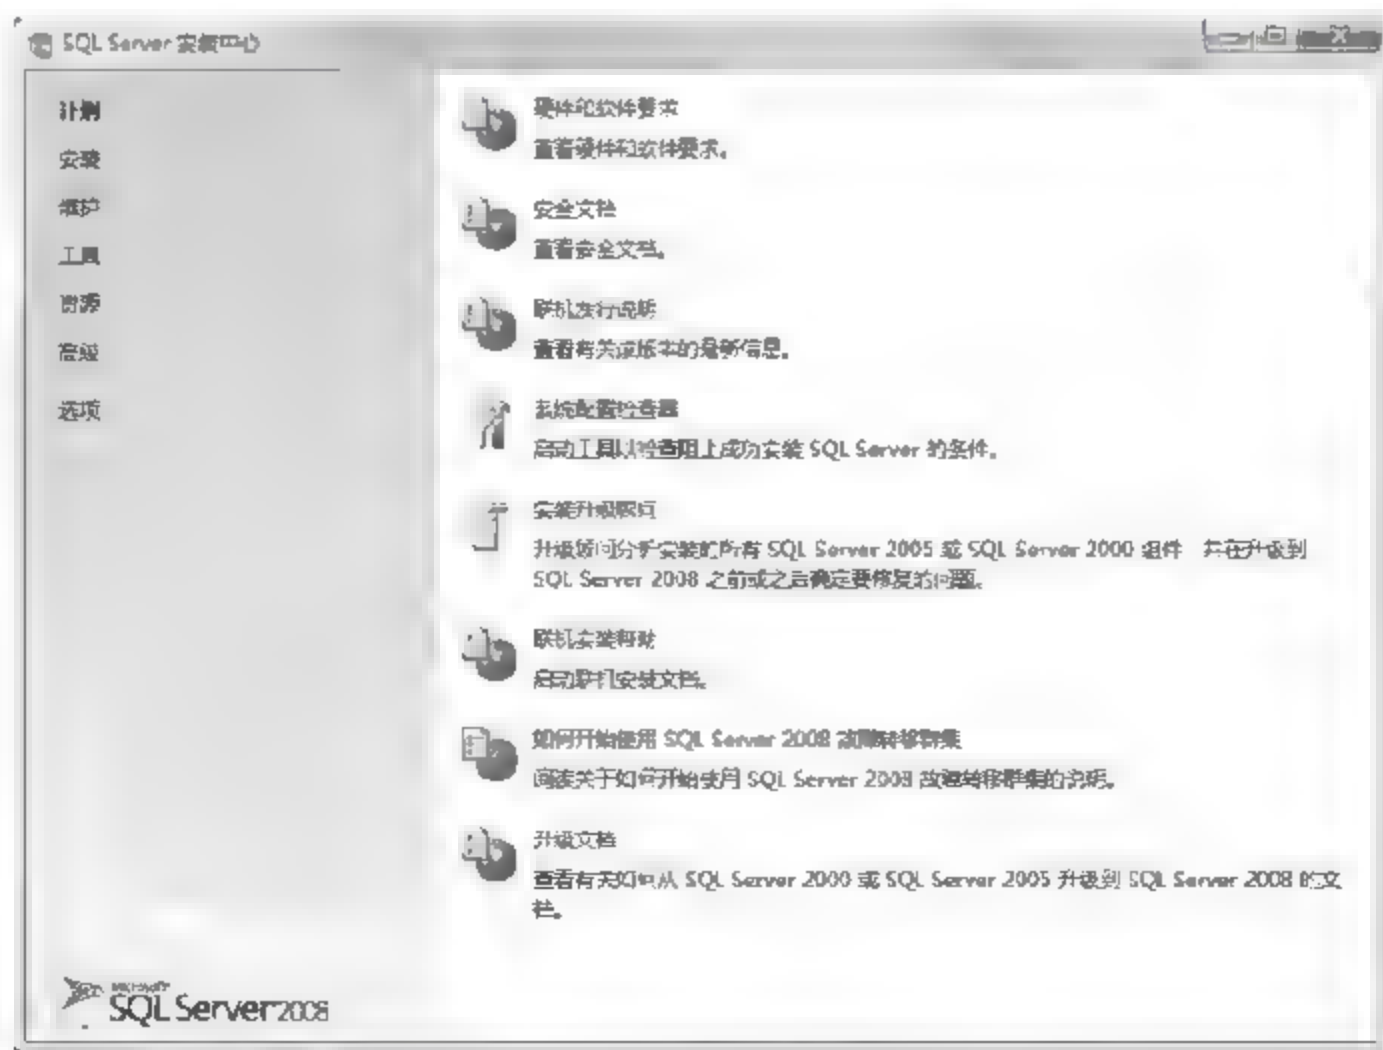 SQL Server 安装中心
计划
安装
维护
工具
资源
高级
选项
硬件和软件要求
查看硬件和软件要求。
安全文档
查看安全文档。
联机发行说明
查看有关该版本的最新信息。
系统配置检查器
启动工具以检查阻止成功安装 SQL Server 的条件。
安装升级顾问
升级顾问分析安装的所有 SQL Server 2005 或 SQL Server 2000 组件 并在升级到
SQL Server 2008 之前或之后确定要修复的问题。
联机安装帮助
启动联机安装文档。
如何开始使用 SQL Server 2008 故障转移群集
阅读关于如何开始使用 SQL Server 2008 故障转移群集的说明。
升级文档
查看有关如何从 SQL Server 2000 或 SQL Server 2005 升级到 SQL Server 2008 的文
档。
Microsoft
SQL Server 2008